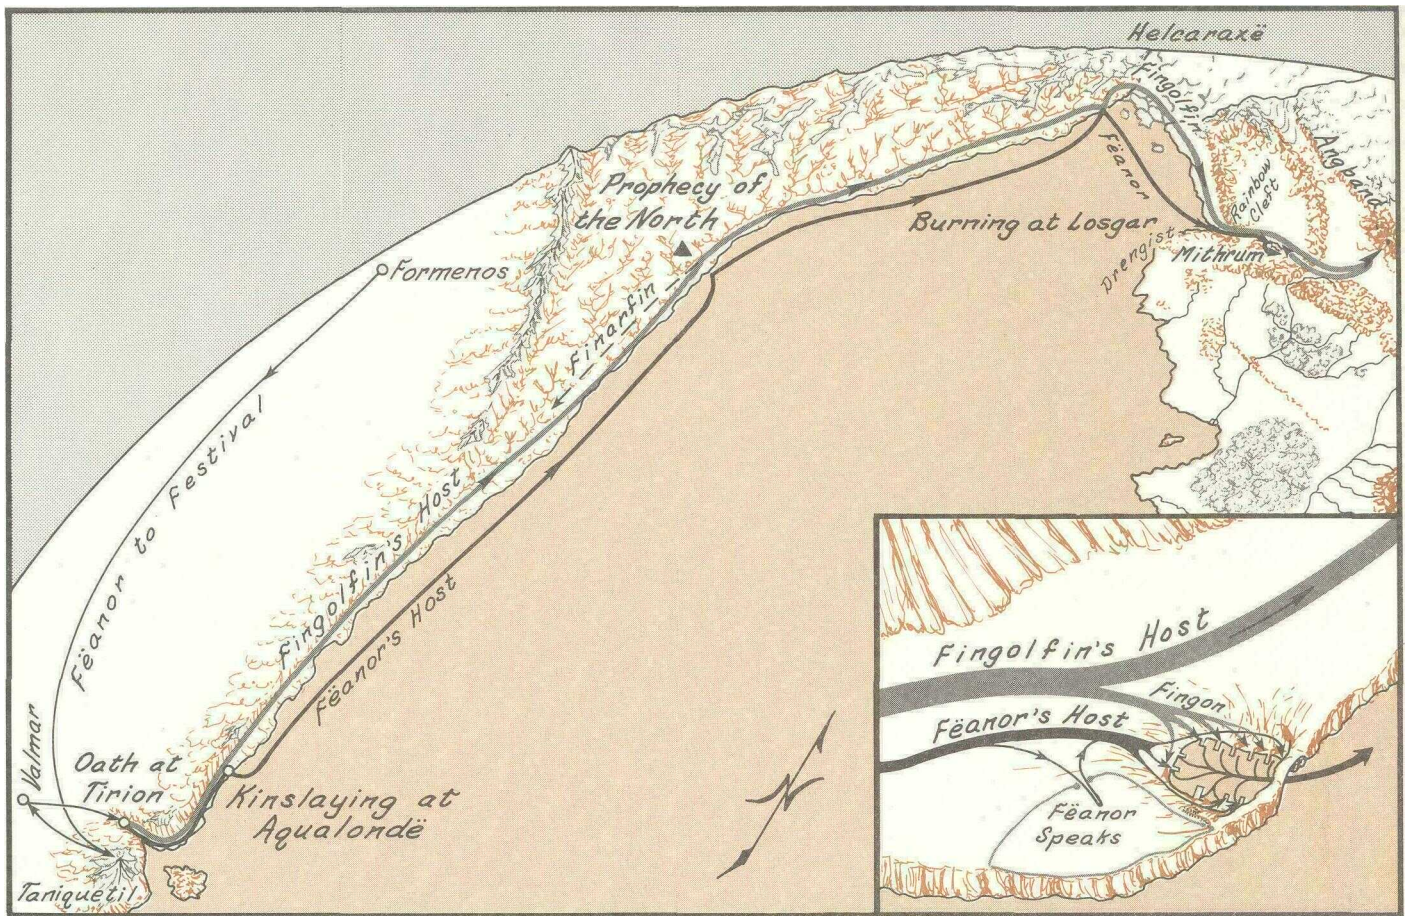 Helcaraxë
Fingolfin
Angband
Rainbow
Cleft
Prophecy of
the North
Fëanor
Burning at Losgar
Drengist
Mithrum
Formenos
Finarfin
Fëanor to Festival
Fingolfin's Host
Fëanor's Host
Valmar
Oath at
Tirion
Kinslaying at
Aqualondë
Taniquetil
N
Fingolfin's Host
Fingon
Fëanor's Host
Fëanor
Speaks